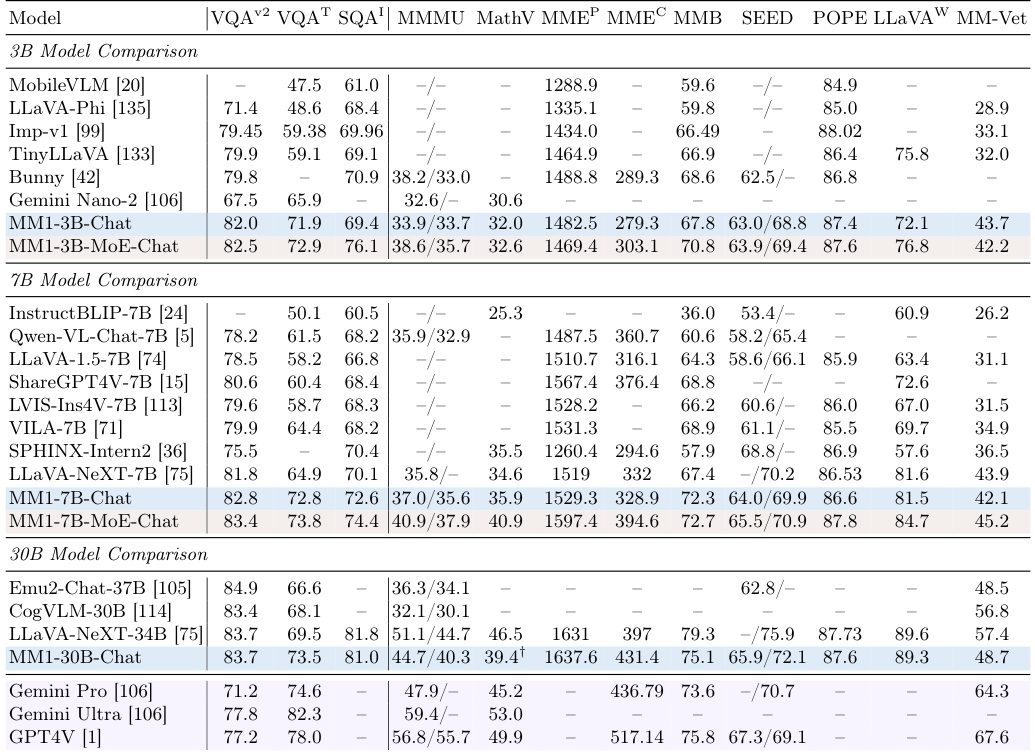 Model VQAv2 VQAT SQAI MMMU MathV MMEP MMEC MMB SEED POPE LLaVAW MM-Vet
3B Model Comparison
MobileVLM [20] – 47.5 61.0 –/– – 1288.9 – 59.6 –/– 84.9 – –
LLaVA-Phi [135] 71.4 48.6 68.4 –/– – 1335.1 – 59.8 –/– 85.0 – 28.9
Imp-v1 [99] 79.45 59.38 69.96 –/– – 1434.0 – 66.49 – 88.02 – 33.1
TinyLLaVA [133] 79.9 59.1 69.1 –/– – 1464.9 – 66.9 –/– 86.4 75.8 32.0
Bunny [42] 79.8 – 70.9 38.2/33.0 – 1488.8 289.3 68.6 62.5/– 86.8 – –
Gemini Nano-2 [106] 67.5 65.9 – 32.6/– 30.6 – – – – – – –
MM1-3B-Chat 82.0 71.9 69.4 33.9/33.7 32.0 1482.5 279.3 67.8 63.0/68.8 87.4 72.1 43.7
MM1-3B-MoE-Chat 82.5 72.9 76.1 38.6/35.7 32.6 1469.4 303.1 70.8 63.9/69.4 87.6 76.8 42.2
7B Model Comparison
InstructBLIP-7B [24] – 50.1 60.5 –/– 25.3 – – 36.0 53.4/– – 60.9 26.2
Qwen-VL-Chat-7B [5] 78.2 61.5 68.2 35.9/32.9 – 1487.5 360.7 60.6 58.2/65.4 – – –
LLaVA-1.5-7B [74] 78.5 58.2 66.8 –/– – 1510.7 316.1 64.3 58.6/66.1 85.9 63.4 31.1
ShareGPT4V-7B [15] 80.6 60.4 68.4 –/– – 1567.4 376.4 68.8 –/– – 72.6 –
LVIS-Ins4V-7B [113] 79.6 58.7 68.3 –/– – 1528.2 – 66.2 60.6/– 86.0 67.0 31.5
VILA-7B [71] 79.9 64.4 68.2 –/– – 1531.3 – 68.9 61.1/– 85.5 69.7 34.9
SPHINX-Intern2 [36] 75.5 – 70.4 –/– 35.5 1260.4 294.6 57.9 68.8/– 86.9 57.6 36.5
LLaVA-NeXT-7B [75] 81.8 64.9 70.1 35.8/– 34.6 1519 332 67.4 –/70.2 86.53 81.6 43.9
MM1-7B-Chat 82.8 72.8 72.6 37.0/35.6 35.9 1529.3 328.9 72.3 64.0/69.9 86.6 81.5 42.1
MM1-7B-MoE-Chat 83.4 73.8 74.4 40.9/37.9 40.9 1597.4 394.6 72.7 65.5/70.9 87.8 84.7 45.2
30B Model Comparison
Emu2-Chat-37B [105] 84.9 66.6 – 36.3/34.1 – – – – 62.8/– – – 48.5
CogVLM-30B [114] 83.4 68.1 – 32.1/30.1 – – – – – – – 56.8
LLaVA-NeXT-34B [75] 83.7 69.5 81.8 51.1/44.7 46.5 1631 397 79.3 –/75.9 87.73 89.6 57.4
MM1-30B-Chat 83.7 73.5 81.0 44.7/40.3 39.4† 1637.6 431.4 75.1 65.9/72.1 87.6 89.3 48.7
Gemini Pro [106] 71.2 74.6 – 47.9/– 45.2 – 436.79 73.6 –/70.7 – – 64.3
Gemini Ultra [106] 77.8 82.3 – 59.4/– 53.0 – – – – – – –
GPT4V [1] 77.2 78.0 – 56.8/55.7 49.9 – 517.14 75.8 67.3/69.1 – – 67.6